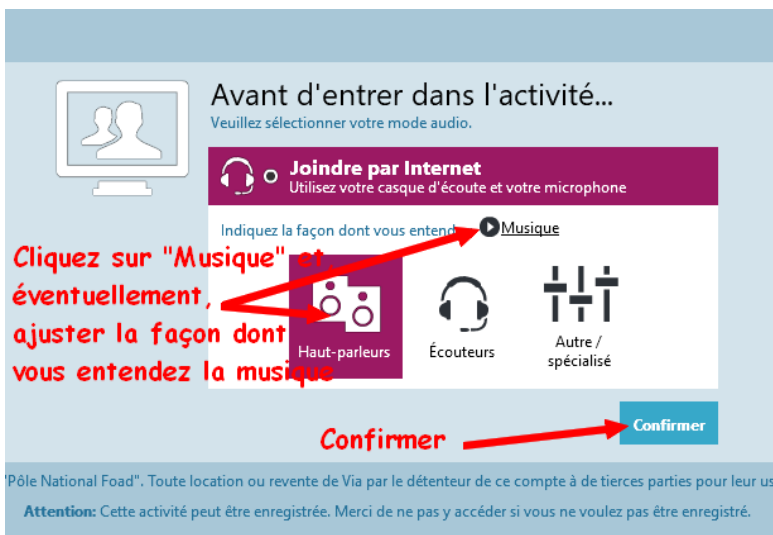 Avant d'entrer dans l'activité...
Veuillez sélectionner votre mode audio.
Joindre par Internet
Utilisez votre casque d'écoute et votre microphone
Indiquez la façon dont vous entend
Musique
Cliquez sur "Musique" et
éventuellement,
ajuster la façon dont
vous entendez la musique
Haut-parleurs
Écouteurs
Autre /
spécialisé
Confirmer
Confirmer
"Pôle National Foad". Toute location ou revente de Via par le détenteur de ce compte à de tierces parties pour leur us
Attention: Cette activité peut être enregistrée. Merci de ne pas y accéder si vous ne voulez pas être enregistré.